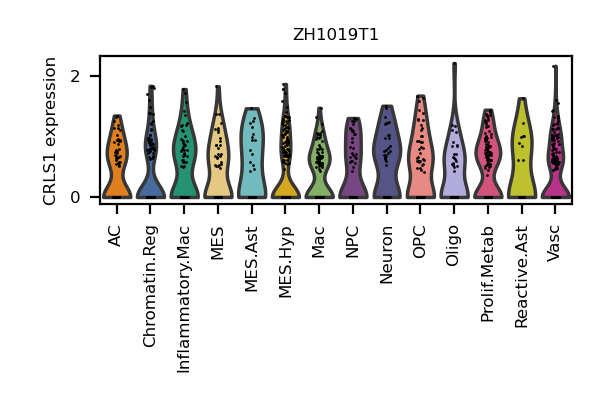 ZH1019T1
CRLS1 expression
2
0
AC
Chromatin.Reg
Inflammatory.Mac
MES
MES.Ast
MES.Hyp
Mac
NPC
Neuron
OPC
Oligo
Prolif.Metab
Reactive.Ast
Vasc